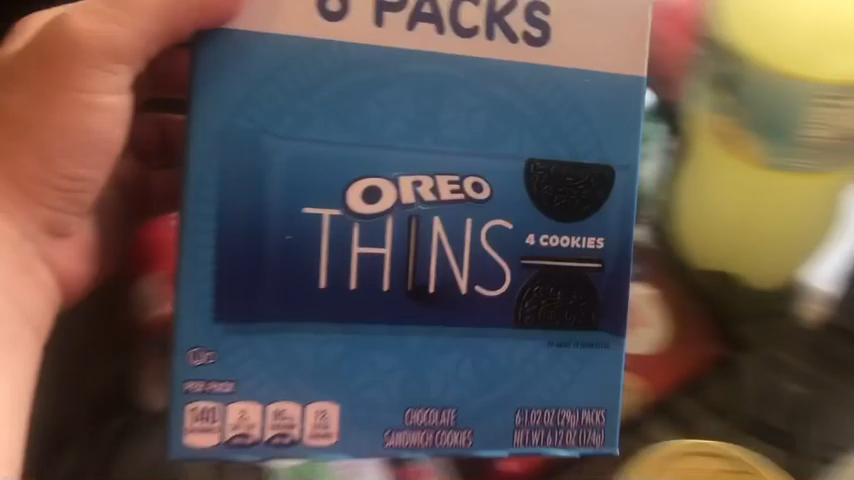 6 PACKS
OREO
THINS
4 COOKIES
PER PACK
140
CHOCOLATE
SANDWICH COOKIES
6-1.02 OZ (29g) PACKS
NET WT 6.12 OZ (174g)